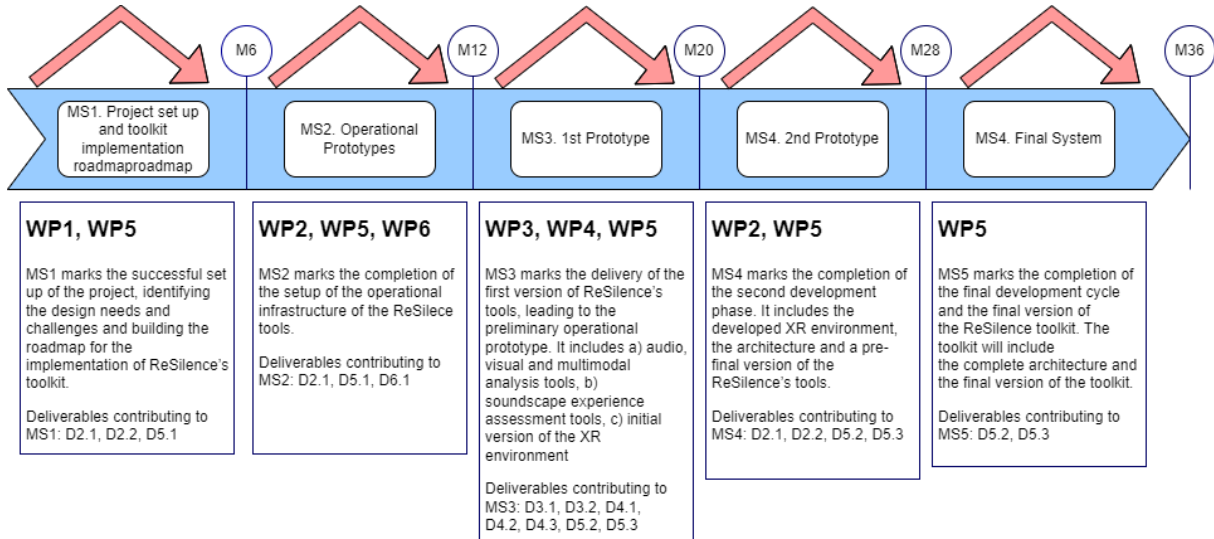 M6
M12
M20
M28
M36
MS1. Project set up
and toolkit
implementation
roadmaproadmap
MS2. Operational
Prototypes
MS3. 1st Prototype
MS4. 2nd Prototype
MS4. Final System
WP1, WP5
MS1 marks the successful set
up of the project, identifying
the design needs and
challenges and building the
roadmap for the
implementation of ReSilence's
toolkit.
Deliverables contributing to
MS1: D2.1, D2.2, D5.1
WP2, WP5, WP6
MS2 marks the completion of
the setup of the operational
infrastructure of the ReSilece
tools.
Deliverables contributing to
MS2: D2.1, D5.1, D6.1
WP3, WP4, WP5
MS3 marks the delivery of the
first version of ReSilence's
tools, leading to the
preliminary operational
prototype. It includes a) audio,
visual and multimodal
analysis tools, b)
soundscape experience
assessment tools, c) initial
version of the XR
environment
Deliverables contributing to
MS3: D3.1, D3.2, D4.1,
D4.2, D4.3, D5.2, D5.3
WP2, WP5
MS4 marks the completion of
the second development
phase. It includes the
developed XR environment,
the architecture and a pre-
final version of the
ReSilence's tools.
Deliverables contributing to
MS4: D2.1, D2.2, D5.2, D5.3
WP5
MS5 marks the completion of
the final development cycle
and the final version of
the ReSilence toolkit. The
toolkit will include
the complete architecture and
the final version of the toolkit.
Deliverables contributing to
MS5: D5.2, D5.3